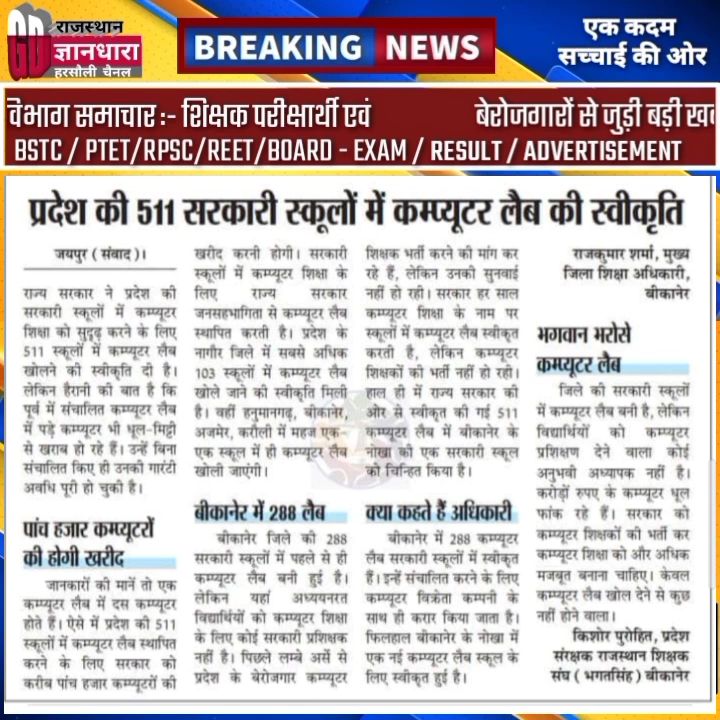 राजस्थान
GD ज्ञानधारा
हरसौली चैनल
BREAKING NEWS
एक कदम
सच्चाई की ओर
वेभाग समाचार :- शिक्षक परीक्षार्थी एवं बेरोजगारों से जुड़ी बड़ी खब
BSTC / PTET/RPSC/REET/BOARD - EXAM / RESULT / ADVERTISEMENT
प्रदेश की 511 सरकारी स्कूलों में कम्प्यूटर लैब की स्वीकृति
जयपुर ( संवाद )।
राज्य सरकार ने प्रदेश की
सरकारी स्कूलों में कम्प्यूटर
शिक्षा को सुदृढ़ करने के लिए
511 स्कूलों में कम्प्यूटर लैब
खोलने की स्वीकृति दी है।
लेकिन हैरानी की बात है कि
पूर्व में संचालित कम्प्यूटर लैब
में पड़े कम्प्यूटर भी धूल-मिट्टी
से खराब हो रहे हैं। उन्हें बिना
संचालित किए ही उनकी गारंटी
अवधि पूरी हो चुकी है।
पांच हजार कम्प्यूटरों
की होगी खरीद
जानकारों की मानें तो एक
कम्प्यूटर लैब में दस कम्प्यूटर
होते हैं। ऐसे में प्रदेश की 511
स्कूलों में कम्प्यूटर लैब स्थापित
करने के लिए सरकार को
करीब पांच हजार कम्प्यूटरों की
खरीद करनी होगी। सरकारी
स्कूलों में कम्प्यूटर शिक्षा के
लिए राज्य सरकार
जनसहभागिता से कम्प्यूटर लैब
स्थापित करती है। प्रदेश के
नागौर जिले में सबसे अधिक
103 स्कूलों में कम्प्यूटर लैब
खोले जाने की स्वीकृति मिली
है। वहीं हनुमानगढ़, बीकानेर,
अजमेर, करौली में महज एक-
एक स्कूल में ही कम्प्यूटर लैब
खोली जाएंगी।
बीकानेर में 288 लैब
बीकानेर जिले की 288
सरकारी स्कूलों में पहले से ही
कम्प्यूटर लैब बनी हुई है।
लेकिन यहां अध्ययनरत
विद्यार्थियों को कम्प्यूटर शिक्षा
के लिए कोई सरकारी प्रशिक्षक
नहीं है। पिछले लम्बे अर्से से
प्रदेश के बेरोजगार कम्प्यूटर
शिक्षक भर्ती करने की मांग कर
रहे हैं, लेकिन उनकी सुनवाई
नहीं हो रही। सरकार हर साल
कम्प्यूटर शिक्षा के नाम पर
स्कूलों में कम्प्यूटर लैब स्वीकृत
करती है, लेकिन कम्प्यूटर
शिक्षकों की भर्ती नहीं हो रही।
हाल ही में राज्य सरकार की
ओर से स्वीकृत की गई 511
कम्प्यूटर लैब में बीकानेर के
नोखा की एक सरकारी स्कूल
को चिन्हित किया है।
क्या कहते हैं अधिकारी
बीकानेर में 288 कम्प्यूटर
लैब सरकारी स्कूलों में स्वीकृत
हैं। इन्हें संचालित करने के लिए
कम्प्यूटर विक्रेता कम्पनी के
साथ ही करार किया जाता है।
फिलहाल बीकानेर के नोखा में
एक नई कम्प्यूटर लैब स्कूल के
लिए स्वीकृत हुई है।
राजकुमार शर्मा, मुख्य
जिला शिक्षा अधिकारी,
बीकानेर
भगवान भरोसे
कम्प्यूटर लैब
जिले की सरकारी स्कूलों
में कम्प्यूटर लैब बनी है, लेकिन
विद्यार्थियों को कम्प्यूटर
प्रशिक्षण देने वाला कोई
अनुभवी अध्यापक नहीं है।
करोड़ों रुपए के कम्प्यूटर धूल
फांक रहे हैं। सरकार को
कम्प्यूटर शिक्षकों की भर्ती कर
कम्प्यूटर शिक्षा को और अधिक
मजबूत बनाना चाहिए। केवल
कम्प्यूटर लैब खोल देने से कुछ
नहीं होने वाला।
किशोर पुरोहित, प्रदेश
संरक्षक राजस्थान शिक्षक
संघ ( भगतसिंह ) बीकानेर